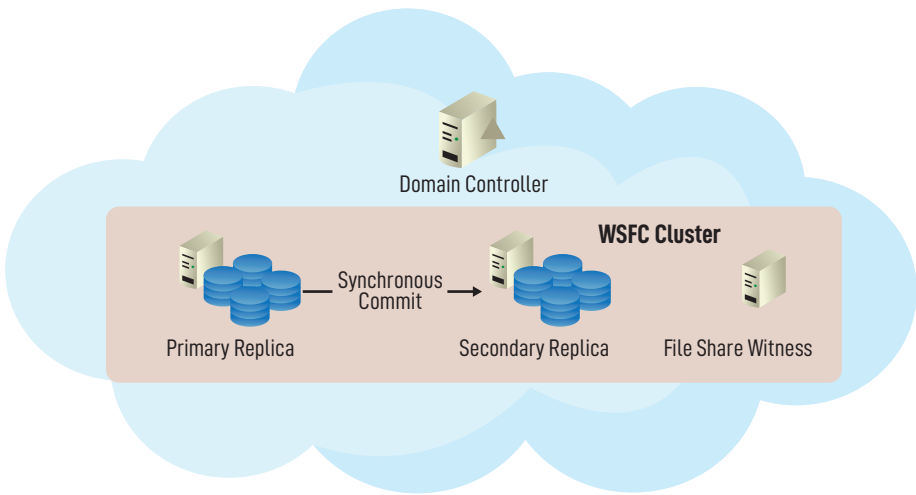 Domain Controller
WSFC Cluster
Synchronous
Commit
Primary Replica
Secondary Replica
File Share Witness